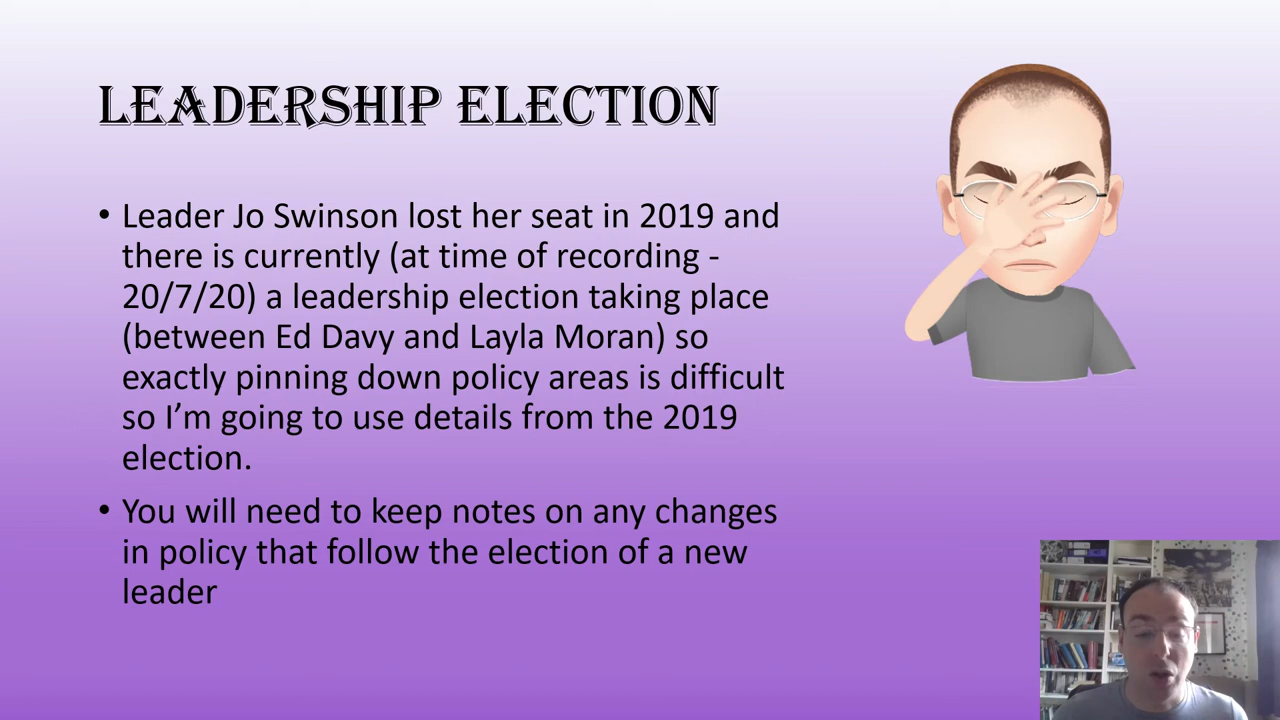 LEADERSHIP ELECTION
• Leader Jo Swinson lost her seat in 2019 and
there is currently (at time of recording -
20/7/20) a leadership election taking place
(between Ed Davy and Layla Moran) so
exactly pinning down policy areas is difficult
so I’m going to use details from the 2019
election.
• You will need to keep notes on any changes
in policy that follow the election of a new
leader